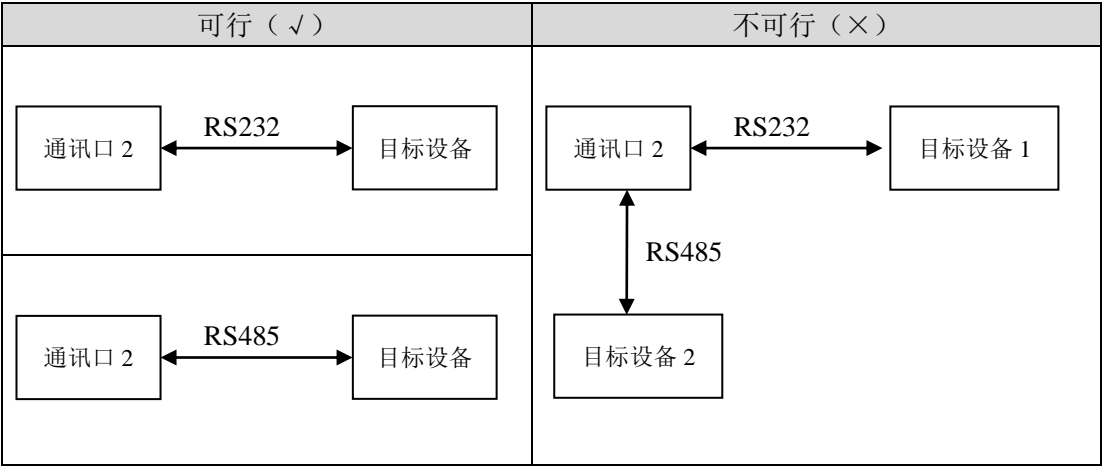 可行（√）
不可行（×）
RS232
通讯口 2
目标设备
RS485
通讯口 2
目标设备
RS232
通讯口 2
目标设备 1
RS485
目标设备 2